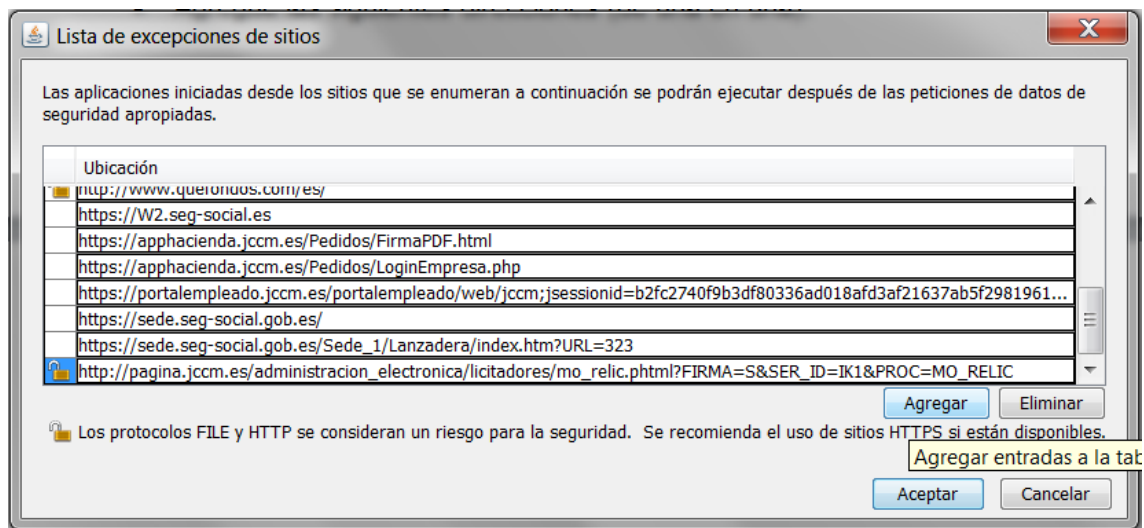 Lista de excepciones de sitios
Las aplicaciones iniciadas desde los sitios que se enumeran a continuación se podrán ejecutar después de las peticiones de datos de
seguridad apropiadas.
Ubicación
http://www.quefondos.com/es/
https://W2.seg-social.es
https://apphacienda.jccm.es/Pedidos/FirmaPDF.html
https://apphacienda.jccm.es/Pedidos/LoginEmpresa.php
https://portalempleado.jccm.es/portalempleado/web/jccm;jsessionid=b2fc2740f9b3df80336ad018afd3af21637ab5f2981961...
https://sede.seg-social.gob.es/
https://sede.seg-social.gob.es/Sede_1/Lanzadera/index.htm?URL=323
http://pagina.jccm.es/administracion_electronica/licitadores/mo_relic.phtml?FIRMA=S&SER_ID=IK1&PROC=MO_RELIC
Agregar Eliminar
Los protocolos FILE y HTTP se consideran un riesgo para la seguridad. Se recomienda el uso de sitios HTTPS si están disponibles.
Agregar entradas a la tab
Aceptar Cancelar